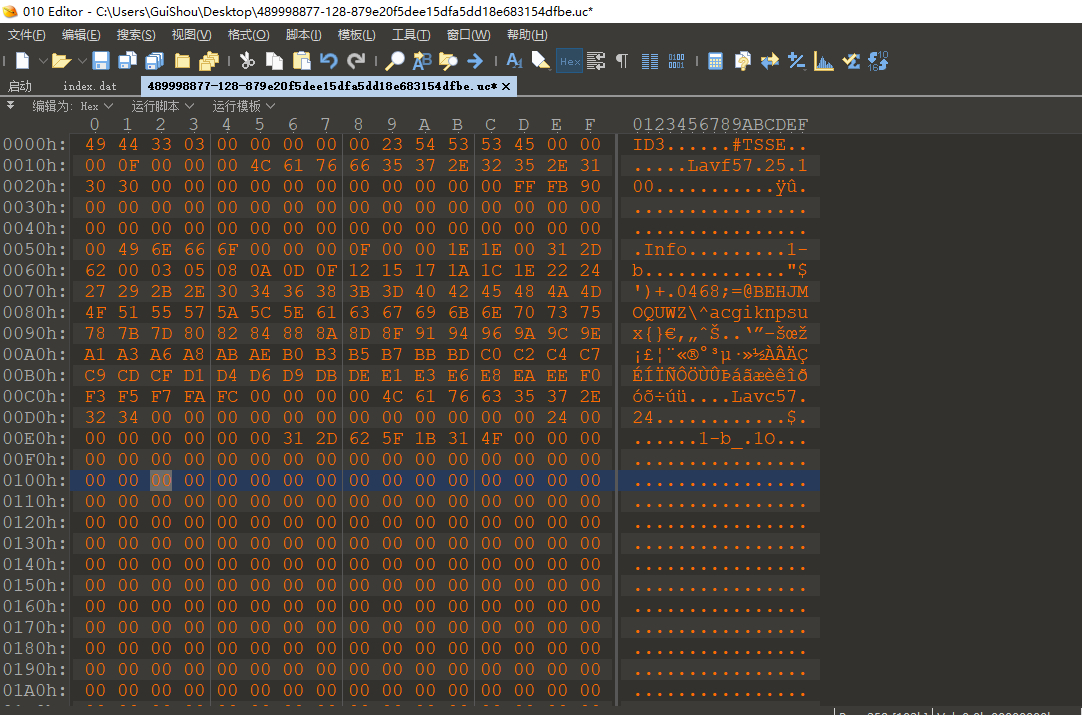 010 Editor - C:\Users\GuiShou\Desktop\489998877-128-879e20f5dee15dfa5dd18e683154dfbe.uc*
文件(F) 编辑(E) 搜索(S) 视图(V) 格式(O) 脚本(I) 模板(L) 工具(T) 窗口(W) 帮助(H)
启动 index.dat 489998877-128-879e20f5dee15dfa5dd18e683154dfbe.uc* ×
编辑为: Hex 运行脚本 运行模板
0 1 2 3 4 5 6 7 8 9 A B C D E F 0123456789ABCDEF
0000h: 49 44 33 03 00 00 00 00 00 23 54 53 53 45 00 00 ID3......#TSSE..
0010h: 00 0F 00 00 00 4C 61 76 66 35 37 2E 32 35 2E 31 .....Lavf57.25.1
0020h: 30 30 00 00 00 00 00 00 00 00 00 00 00 FF FB 90 00...........ÿû.
0030h: 00 00 00 00 00 00 00 00 00 00 00 00 00 00 00 00 ................
0040h: 00 00 00 00 00 00 00 00 00 00 00 00 00 00 00 00 ................
0050h: 00 49 6E 66 6F 00 00 00 0F 00 00 1E 1E 00 31 2D .Info.........1-
0060h: 62 00 03 05 08 0A 0D 0F 12 15 17 1A 1C 1E 22 24 b............."$
0070h: 27 29 2B 2E 30 34 36 38 3B 3D 40 42 45 48 4A 4D ')+.0468;=@BEHJM
0080h: 4F 51 55 57 5A 5C 5E 61 63 67 69 6B 6E 70 73 75 OQUWZ\^acgiknpsu
0090h: 78 7B 7D 80 82 84 88 8A 8D 8F 91 94 96 9A 9C 9E x{}€‚„ˆŠ..‘”–šœž
00A0h: A1 A3 A6 A8 AB AE B0 B3 B5 B7 BB BD C0 C2 C4 C7 ¡£¦¨«®°³µ·»½ÀÂÄÇ
00B0h: C9 CD CF D1 D4 D6 D9 DB DE E1 E3 E6 E8 EA EE F0 ÉÍÏÑÔÖÙÛÞáãæèêîð
00C0h: F3 F5 F7 FA FC 00 00 00 00 4C 61 76 63 35 37 2E óõ÷úü....Lavc57.
00D0h: 32 34 00 00 00 00 00 00 00 00 00 00 00 00 24 00 24............$.
00E0h: 00 00 00 00 00 00 31 2D 62 5F 1B 31 4F 00 00 00 ......1-b_.1O...
00F0h: 00 00 00 00 00 00 00 00 00 00 00 00 00 00 00 00 ................
0100h: 00 00 00 00 00 00 00 00 00 00 00 00 00 00 00 00 ................
0110h: 00 00 00 00 00 00 00 00 00 00 00 00 00 00 00 00 ................
0120h: 00 00 00 00 00 00 00 00 00 00 00 00 00 00 00 00 ................
0130h: 00 00 00 00 00 00 00 00 00 00 00 00 00 00 00 00 ................
0140h: 00 00 00 00 00 00 00 00 00 00 00 00 00 00 00 00 ................
0150h: 00 00 00 00 00 00 00 00 00 00 00 00 00 00 00 00 ................
0160h: 00 00 00 00 00 00 00 00 00 00 00 00 00 00 00 00 ................
0170h: 00 00 00 00 00 00 00 00 00 00 00 00 00 00 00 00 ................
0180h: 00 00 00 00 00 00 00 00 00 00 00 00 00 00 00 00 ................
0190h: 00 00 00 00 00 00 00 00 00 00 00 00 00 00 00 00 ................
01A0h: 00 00 00 00 00 00 00 00 00 00 00 00 00 00 00 00 ................